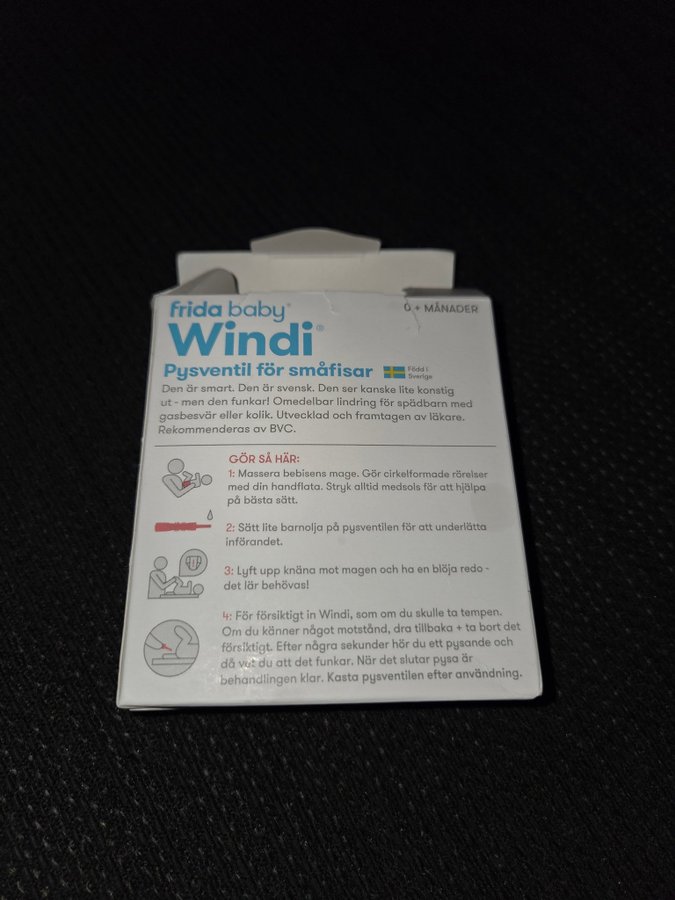 frida baby®
0+ MÅNADER
Windi®
Pysventil för småfisar
Född i
Sverige
Den är smart. Den är svensk. Den ser kanske lite konstig
ut - men den funkar! Omedelbar lindring för spädbarn med
gasbesvär eller kolik. Utvecklad och framtagen av läkare.
Rekommenderas av BVC.
GÖR SÅ HÄR:
1: Massera bebisens mage. Gör cirkelformade rörelser
med din handflata. Stryk alltid medsols för att hjälpa
på bästa sätt.
2: Sätt lite barnolja på pysventilen för att underlätta
införandet.
3: Lyft upp knäna mot magen och ha en blöja redo -
det lär behövas!
4: För försiktigt in Windi, som om du skulle ta tempen.
Om du känner något motstånd, dra tillbaka + ta bort det
försiktigt. Efter några sekunder hör du ett pysande och
då vet du att det funkar. När det slutar pysa är
behandlingen klar. Kasta pysventilen efter användning.